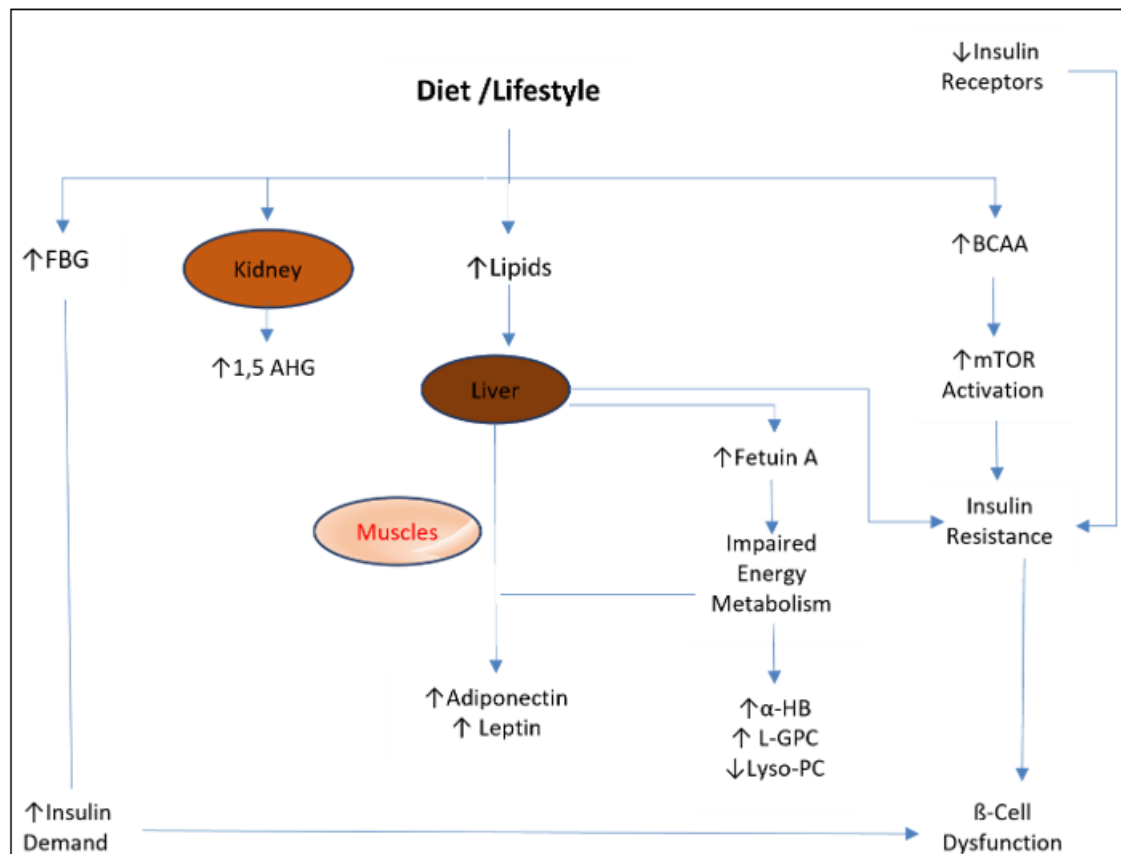 ↓Insulin
Receptors
Diet /Lifestyle
↑FBG
Kidney
↑Lipids
↑BCAA
↑1,5 AHG
Liver
↑mTOR
Activation
↑Fetuin A
Muscles
Insulin
Resistance
Impaired
Energy
Metabolism
↑Adiponectin
↑ Leptin
↑α-HB
↑ L-GPC
↓Lyso-PC
↑Insulin
Demand
ß-Cell
Dysfunction